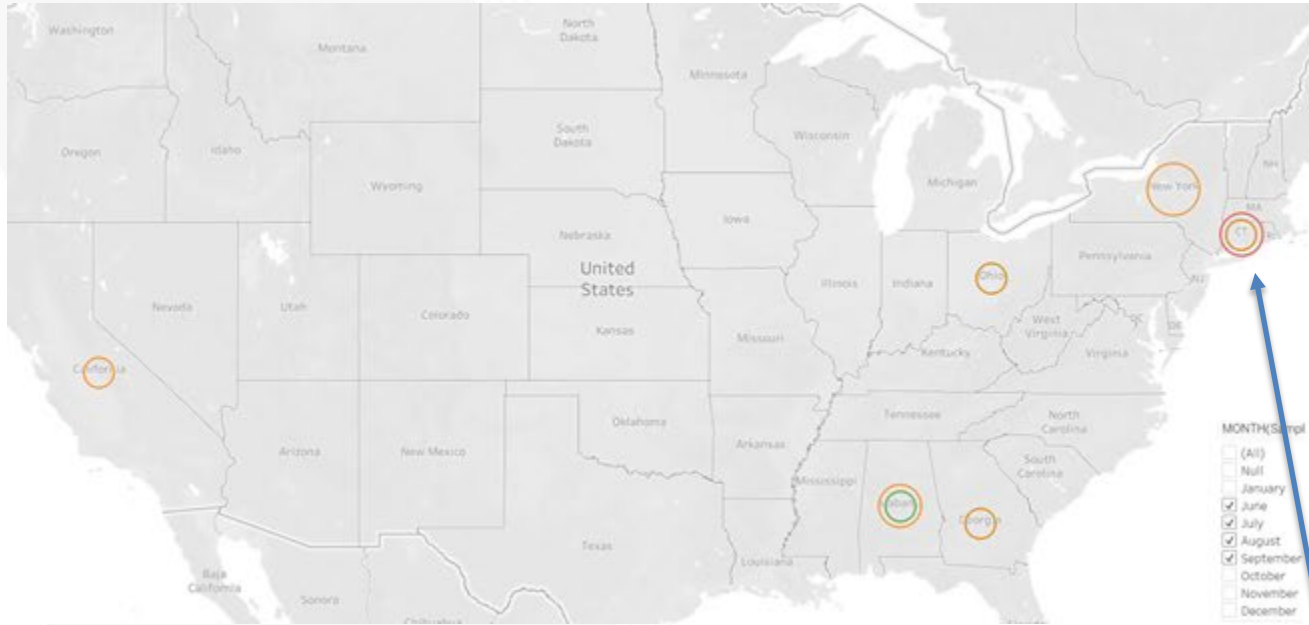 Washington
Montana
North
Dakota
Minnesota
Oregon
Idaho
Wyoming
South
Dakota
Wisconsin
Michigan
New York
NH
MA
CT
Iowa
Nebraska
United
States
Nevada
Utah
Colorado
Kansas
Missouri
Illinois
Indiana
Ohio
Pennsylvania
NJ
West
Virginia
DE
Virginia
Kentucky
California
Arizona
New Mexico
Oklahoma
Arkansas
Tennessee
North
Carolina
South
Carolina
Mississippi
Georgia
Texas
Louisiana
Baja
California
Sonora
Chihuahua
MONTH(Sampl
(All)
Null
January
June
July
August
September
October
November
December